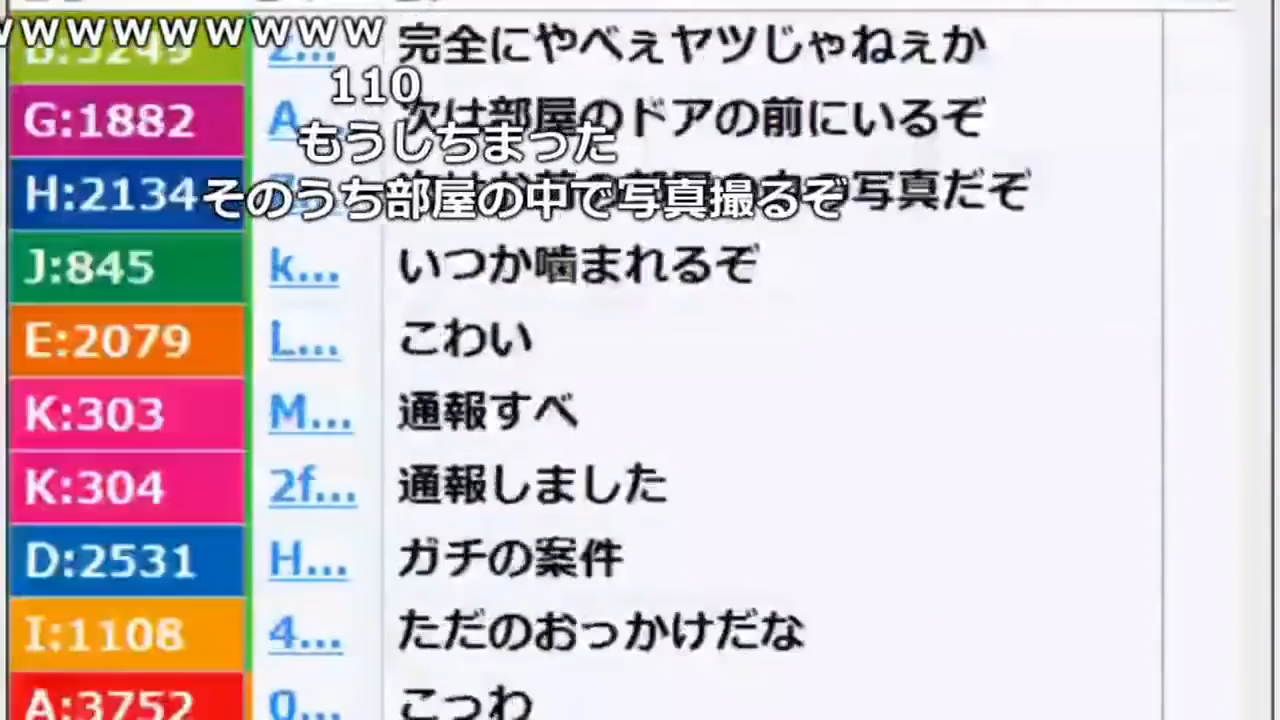 wwwwwwwwww
B:3249 2... 完全にやべぇヤツじゃねぇか
110
G:1882 A... 次は部屋のドアの前にいるぞ
もうしちまった
H:2134 写真だぞ
そのうち部屋の中で写真撮るぞ
J:845 k... いつか噛まれるぞ
E:2079 L... こわい
K:303 M... 通報すべ
K:304 2f... 通報しました
D:2531 H... ガチの案件
I:1108 4... ただのおっかけだな
A:3752 0... こっわ